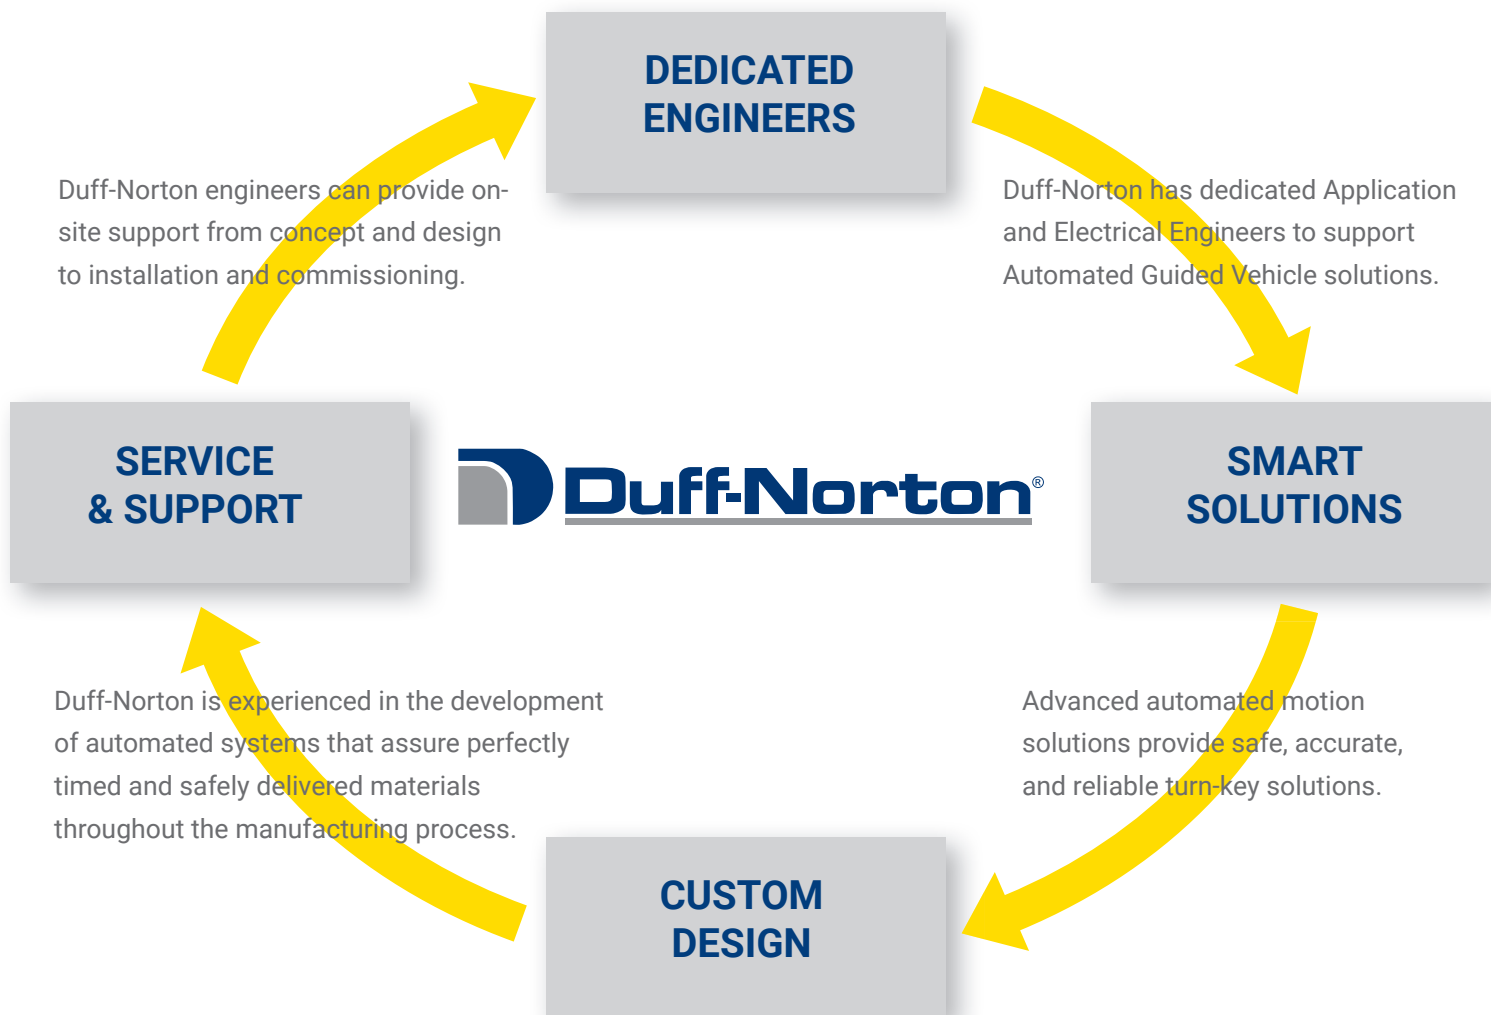 DEDICATED
ENGINEERS
Duff-Norton engineers can provide on-
site support from concept and design
to installation and commissioning.
Duff-Norton has dedicated Application
and Electrical Engineers to support
Automated Guided Vehicle solutions.
SERVICE
& SUPPORT
Duff-Norton®
SMART
SOLUTIONS
Duff-Norton is experienced in the development
of automated systems that assure perfectly
timed and safely delivered materials
throughout the manufacturing process.
Advanced automated motion
solutions provide safe, accurate,
and reliable turn-key solutions.
CUSTOM
DESIGN